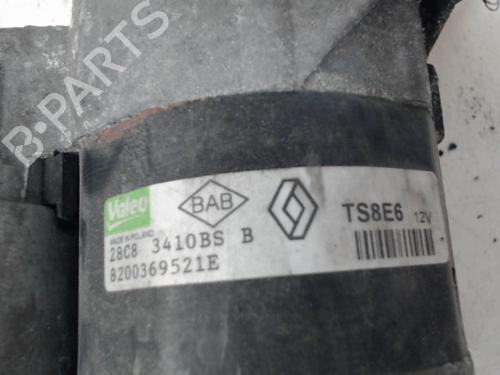 B-PARTS
Valeo
BAB
TS8E6 12V
MADE IN POLAND
28C8 3410BS B
8200369521E